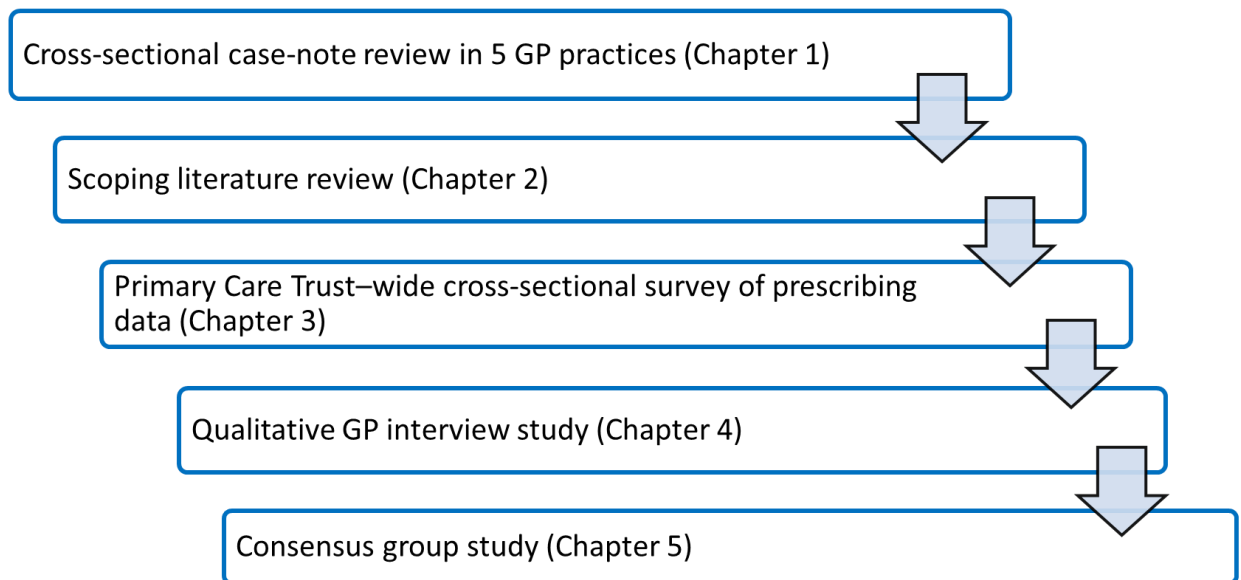 Cross-sectional case-note review in 5 GP practices (Chapter 1)
Scoping literature review (Chapter 2)
Primary Care Trust–wide cross-sectional survey of prescribing
data (Chapter 3)
Qualitative GP interview study (Chapter 4)
Consensus group study (Chapter 5)